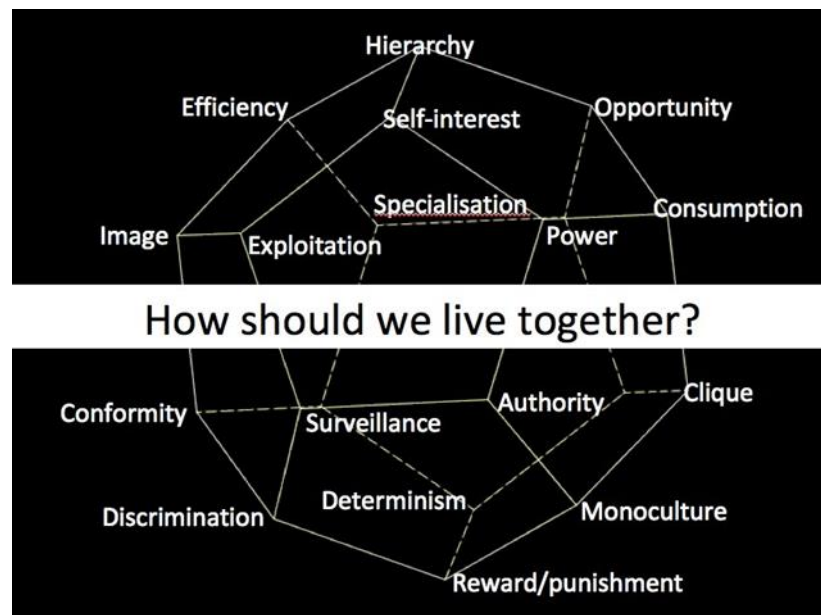 Hierarchy
Efficiency
Self-interest
Opportunity
Specialisation
Consumption
Image
Exploitation
Power
How should we live together?
Conformity
Surveillance
Authority
Clique
Discrimination
Determinism
Monoculture
Reward/punishment